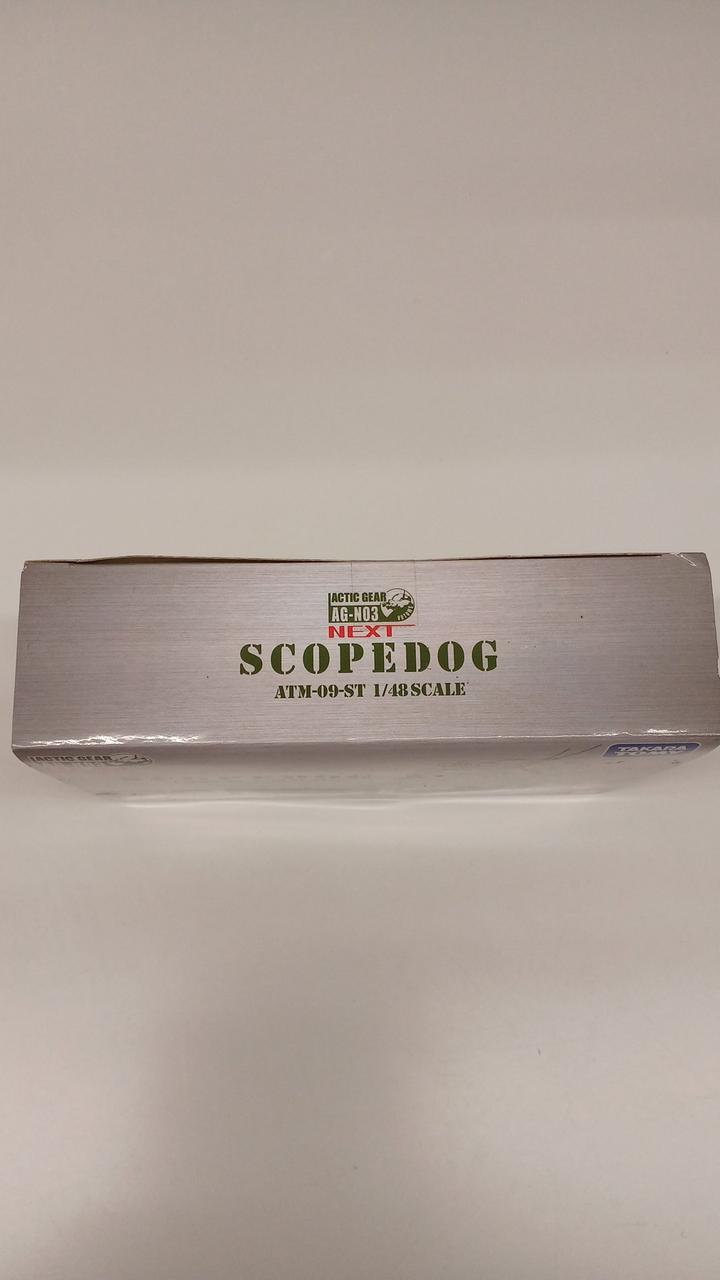 ACTIC GEAR
AG-N03
NEXT
SCOPEDOG
ATM-09-ST 1/48 SCALE
ACTIC GEAR
TAKARA